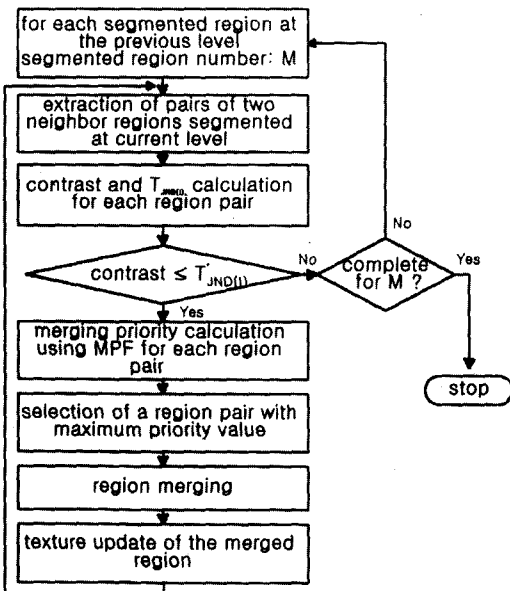 for each segmented region at
the previous level
segmented region number: M
extraction of pairs of two
neighbor regions segmented
at current level
contrast and T JND(l), calculation
for each region pair
contrast ≤ T'JND(l)
No
complete
for M ?
No
Yes
Yes
merging priority calculation
using MPF for each region
pair
stop
selection of a region pair with
maximum priority value
region merging
texture update of the merged
region